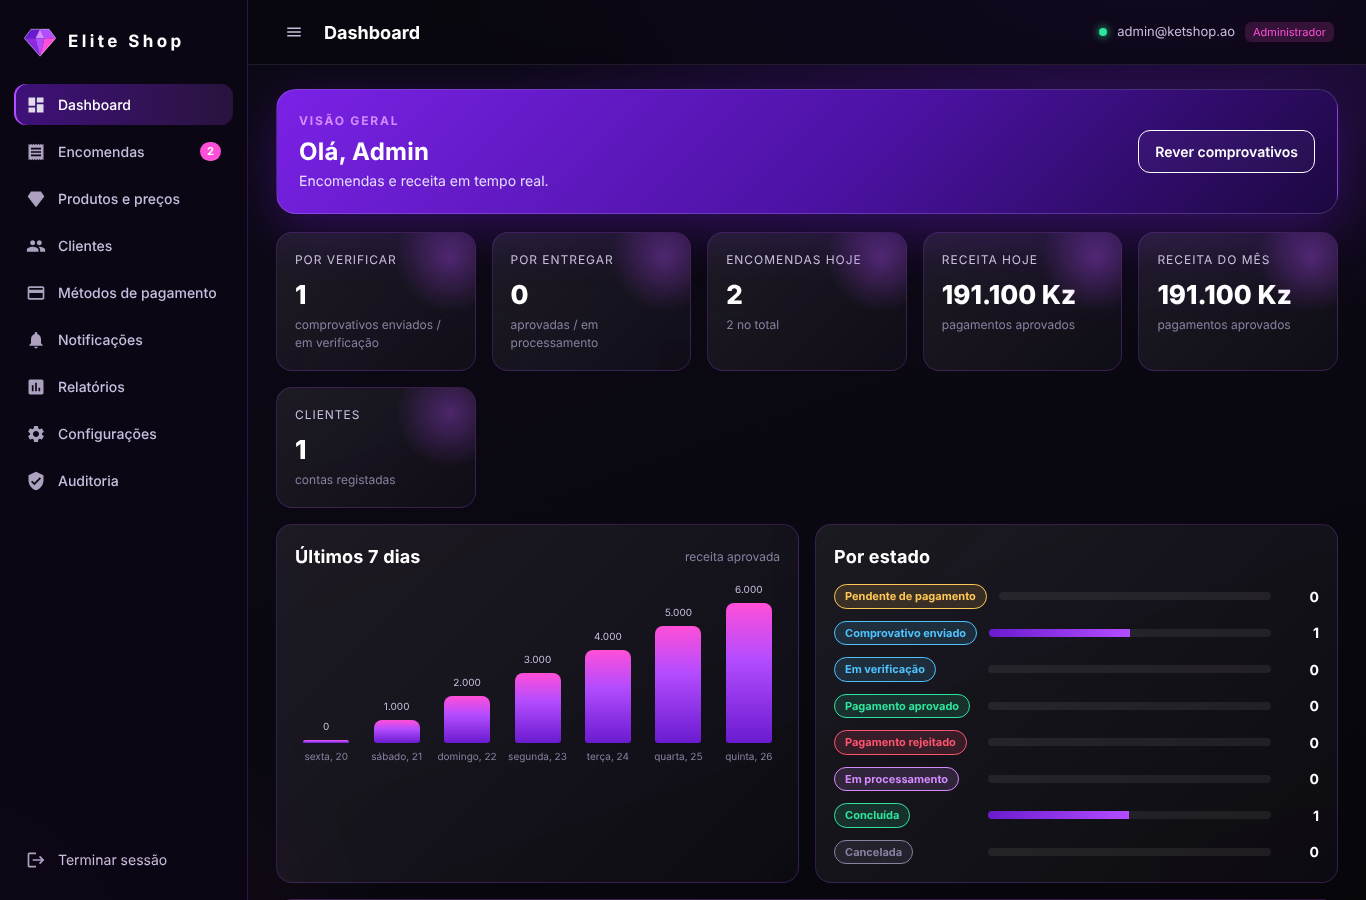 Elite Shop
Dashboard
Encomendas
2
Produtos e preços
Clientes
Métodos de pagamento
Notificações
Relatórios
Configurações
Auditoria
Terminar sessão
Dashboard
admin@ketshop.ao
Administrador
VISÃO GERAL
Olá, Admin
Encomendas e receita em tempo real.
Rever comprovativos
POR VERIFICAR
1
comprovativos enviados /
em verificação
POR ENTREGAR
0
aprovadas / em
processamento
ENCOMENDAS HOJE
2
2 no total
RECEITA HOJE
191.100 Kz
pagamentos aprovados
RECEITA DO MÊS
191.100 Kz
pagamentos aprovados
CLIENTES
1
contas registadas
Últimos 7 dias
receita aprovada
0
1.000
2.000
3.000
4.000
5.000
6.000
sexta, 20
sábado, 21
domingo, 22
segunda, 23
terça, 24
quarta, 25
quinta, 26
Por estado
Pendente de pagamento 0
Comprovativo enviado 1
Em verificação 0
Pagamento aprovado 0
Pagamento rejeitado 0
Em processamento 0
Concluída 1
Cancelada 0